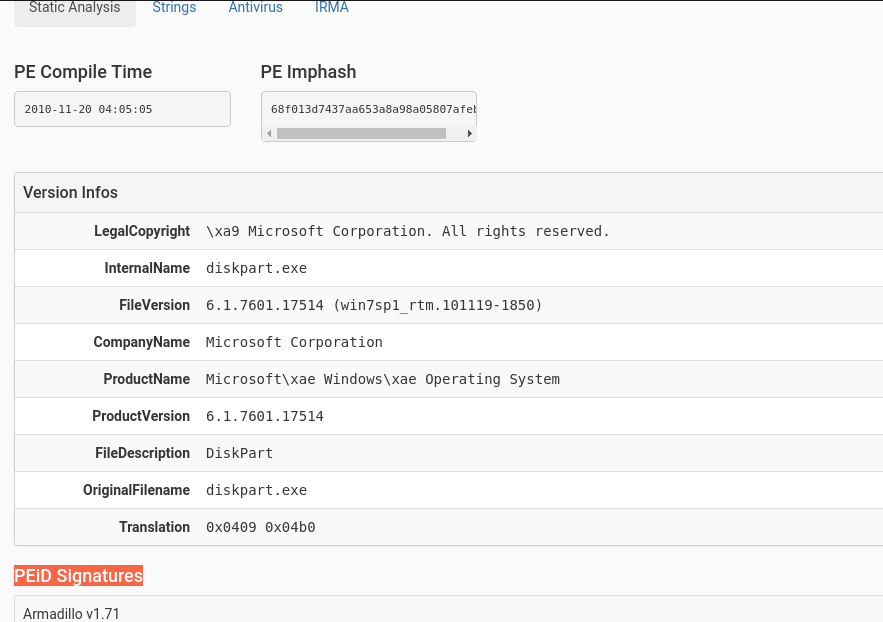 Static Analysis Strings Antivirus IRMA
PE Compile Time PE Imphash
2010-11-20 04:05:05 68f013d7437aa653a8a98a05807afeb
Version Infos
LegalCopyright \xa9 Microsoft Corporation. All rights reserved.
InternalName diskpart.exe
FileVersion 6.1.7601.17514 (win7sp1_rtm.101119-1850)
CompanyName Microsoft Corporation
ProductName Microsoft\xae Windows\xae Operating System
ProductVersion 6.1.7601.17514
FileDescription DiskPart
OriginalFilename diskpart.exe
Translation 0x0409 0x04b0
PEiD Signatures
Armadillo v1.71